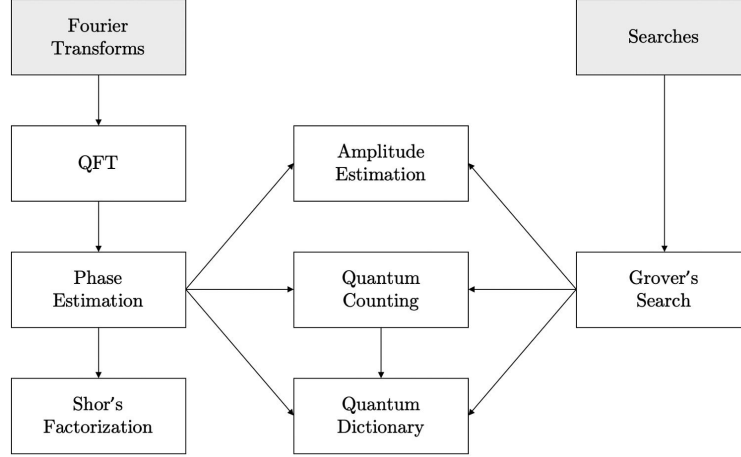 Fourier
Transforms
Searches
QFT
Amplitude
Estimation
Phase
Estimation
Quantum
Counting
Grover's
Search
Shor's
Factorization
Quantum
Dictionary